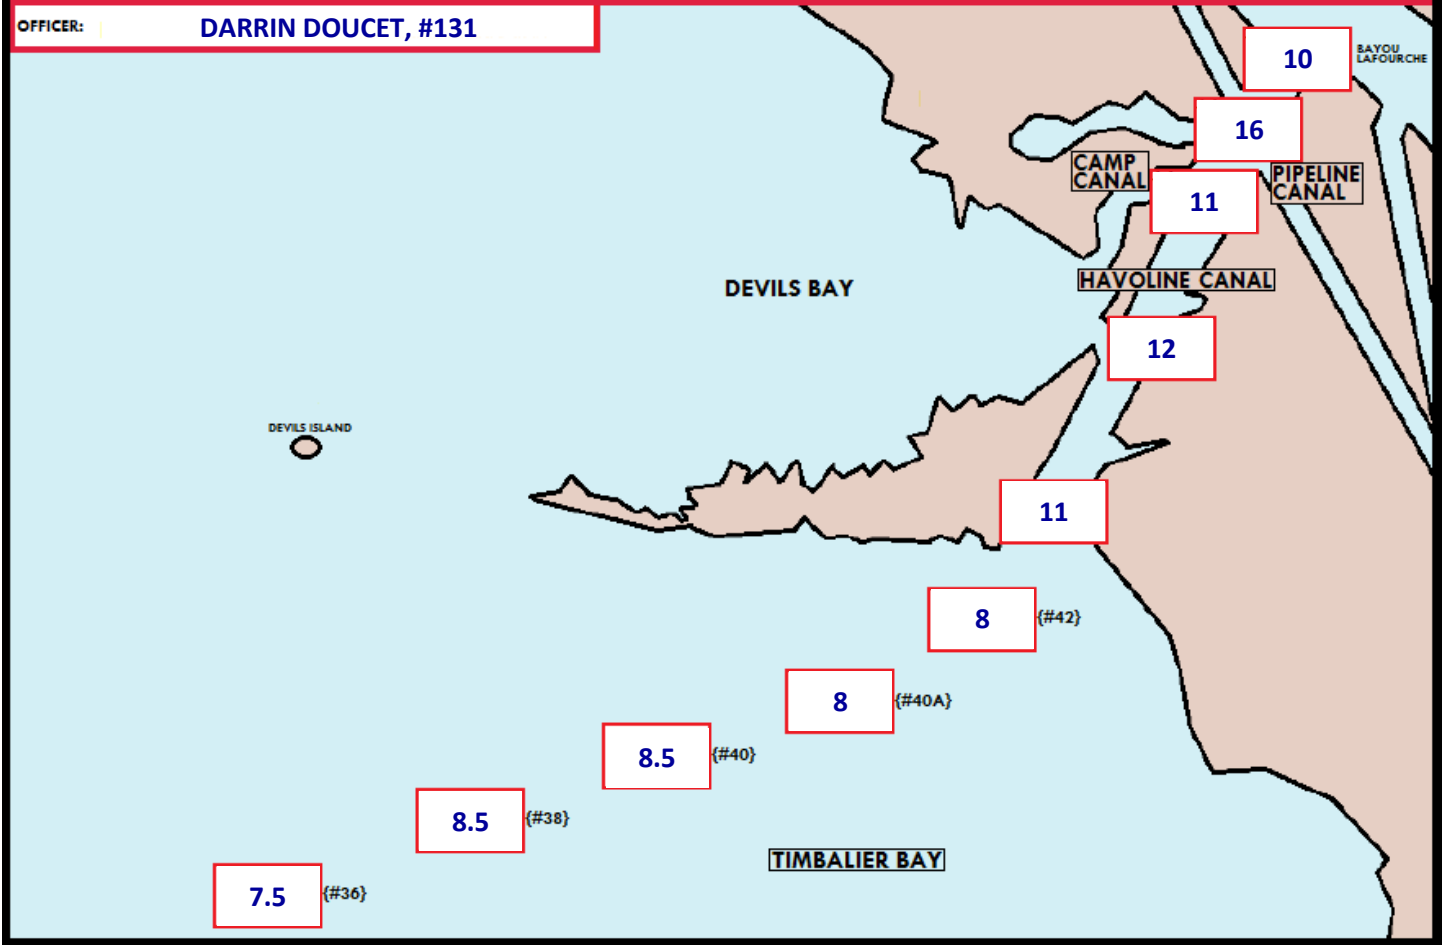 OFFICER: DARRIN DOUCET, #131
10
BAYOU
LAFOURCHE
16
CAMP
CANAL
PIPELINE
CANAL
11
HAVOLINE CANAL
DEVILS BAY
12
DEVILS ISLAND
11
8 {#42}
8 {#40A}
8.5 {#40}
8.5 {#38}
TIMBALIER BAY
7.5 {#36}